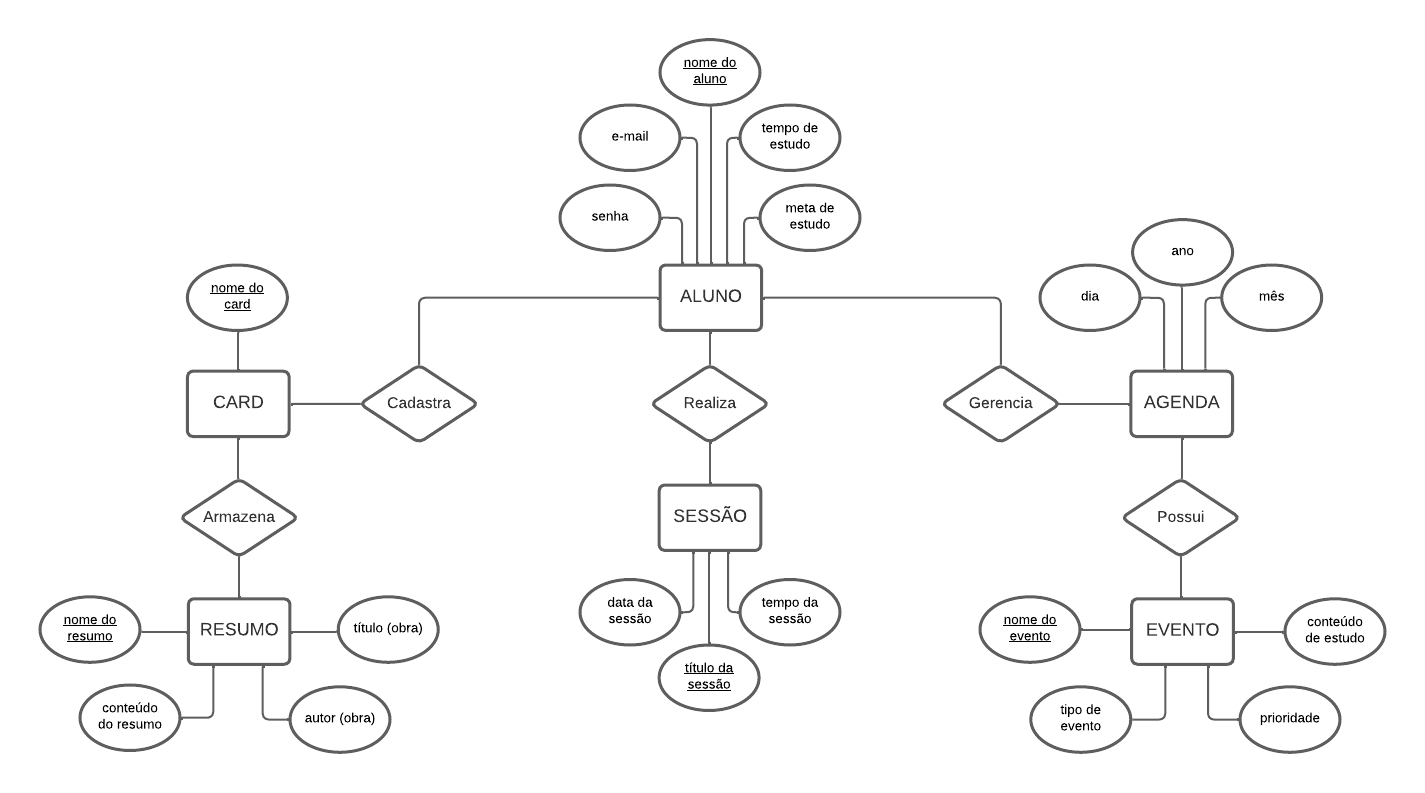 nome do
aluno
e-mail
tempo de
estudo
senha
meta de
estudo
ALUNO
nome do
card
CARD
Cadastra
Realiza
Gerencia
ano
dia
mês
AGENDA
Armazena
SESSÃO
Possui
nome do
resumo
RESUMO
título (obra)
conteúdo
do resumo
autor (obra)
data da
sessão
tempo da
sessão
título da
sessão
nome do
evento
EVENTO
conteúdo
de estudo
tipo de
evento
prioridade